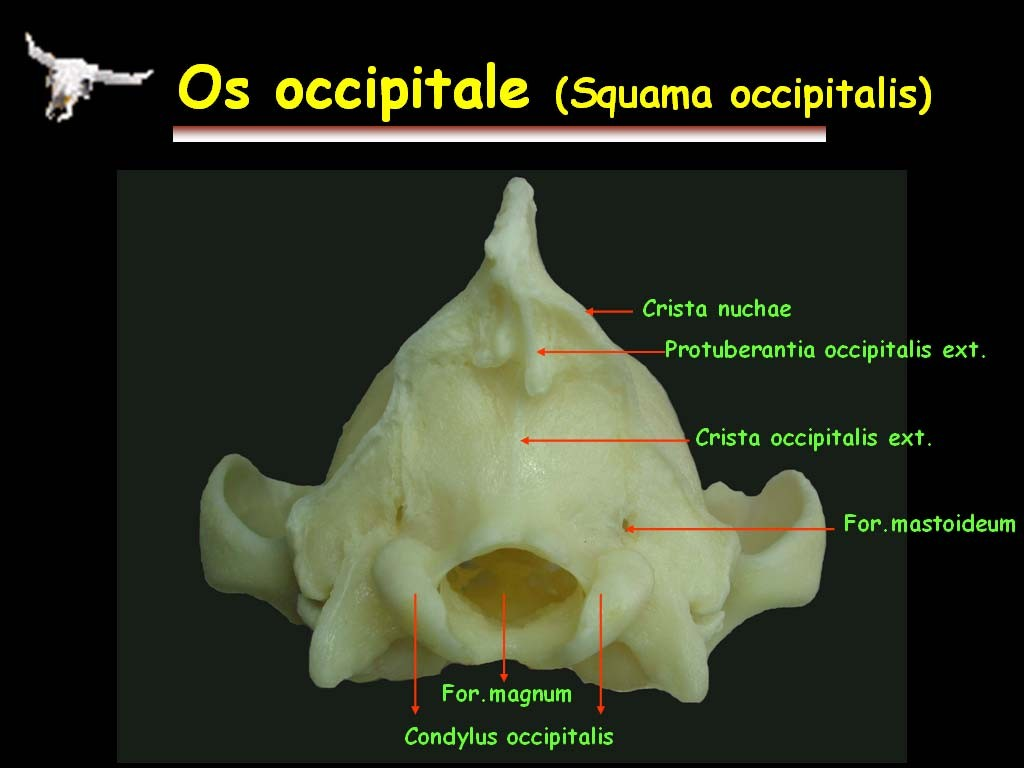 Os occipitale (Squama occipitalis)
Crista nuchae
Protuberantia occipitalis ext.
Crista occipitalis ext.
For.mastoideum
For.magnum
Condylus occipitalis